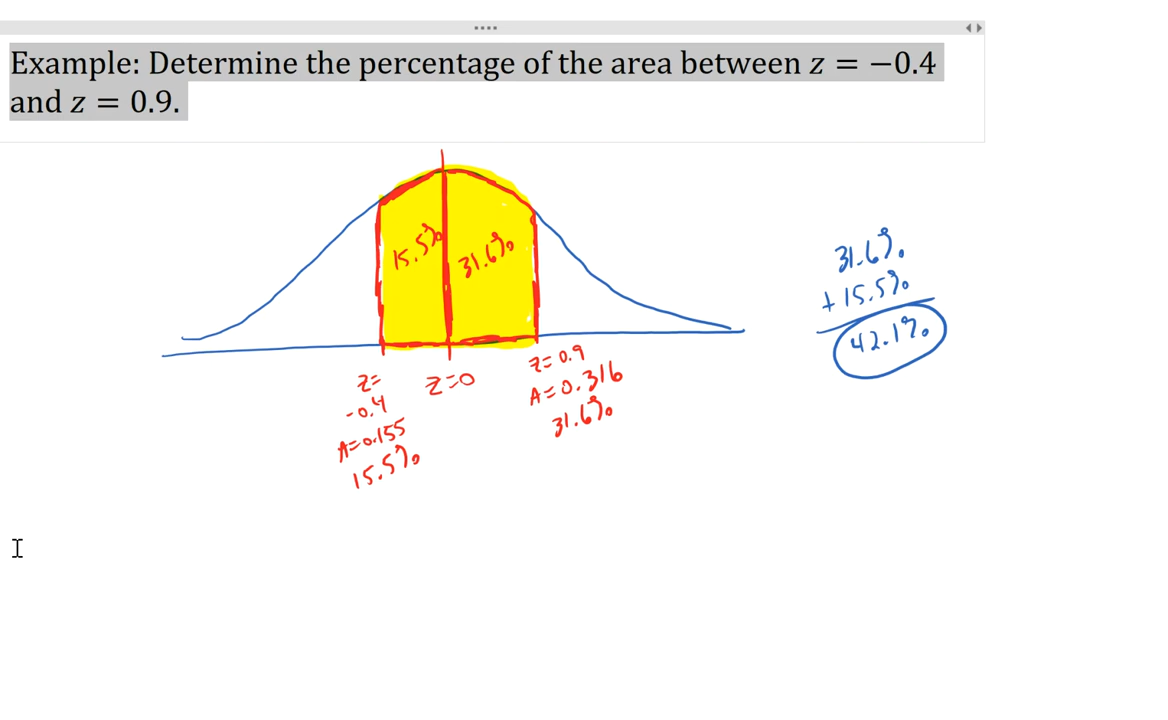 Example: Determine the percentage of the area between z = −0.4
and z = 0.9.
15.5%
31.6%
z=
-0.4
A=0.155
15.5%
z=0
z=0.9
A=0.316
31.6%
31.6%
+ 15.5%
42.1%